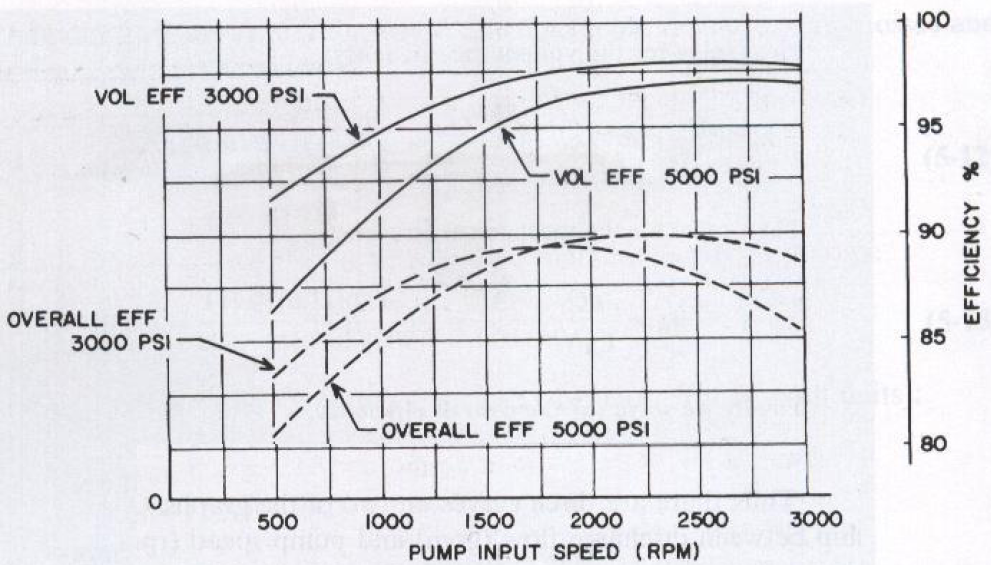 100
VOL EFF 3000 PSI
95
VOL EFF 5000 PSI
90
EFFICIENCY %
OVERALL EFF
3000 PSI
85
OVERALL EFF 5000 PSI
80
0
500 1000 1500 2000 2500 3000
PUMP INPUT SPEED (RPM)